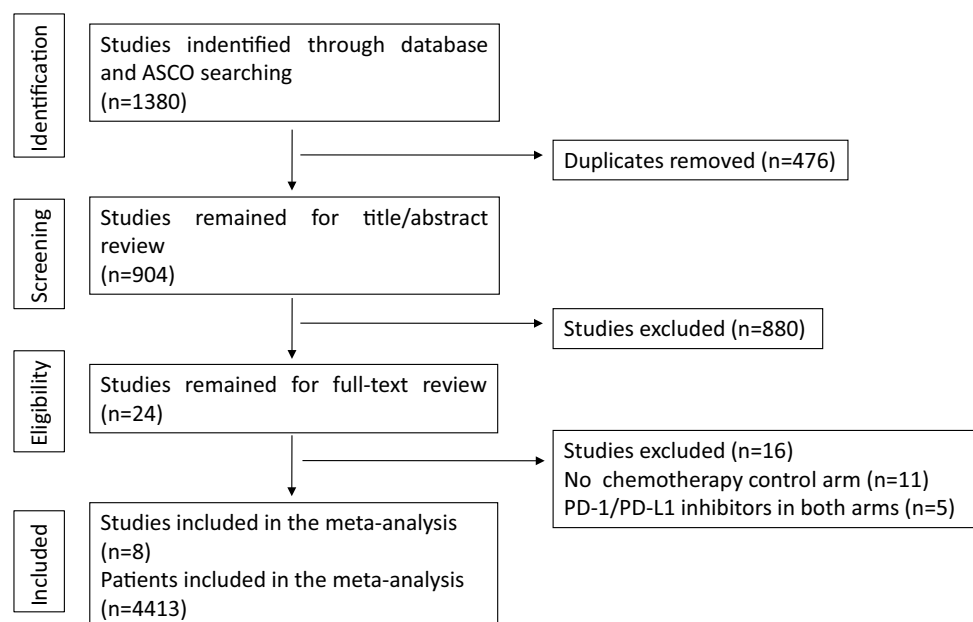 Identification
Studies indentified through database
and ASCO searching
(n=1380)
Duplicates removed (n=476)
Screening
Studies remained for title/abstract
review
(n=904)
Studies excluded (n=880)
Eligibility
Studies remained for full-text review
(n=24)
Studies excluded (n=16)
No chemotherapy control arm (n=11)
PD-1/PD-L1 inhibitors in both arms (n=5)
Included
Studies included in the meta-analysis
(n=8)
Patients included in the meta-analysis
(n=4413)